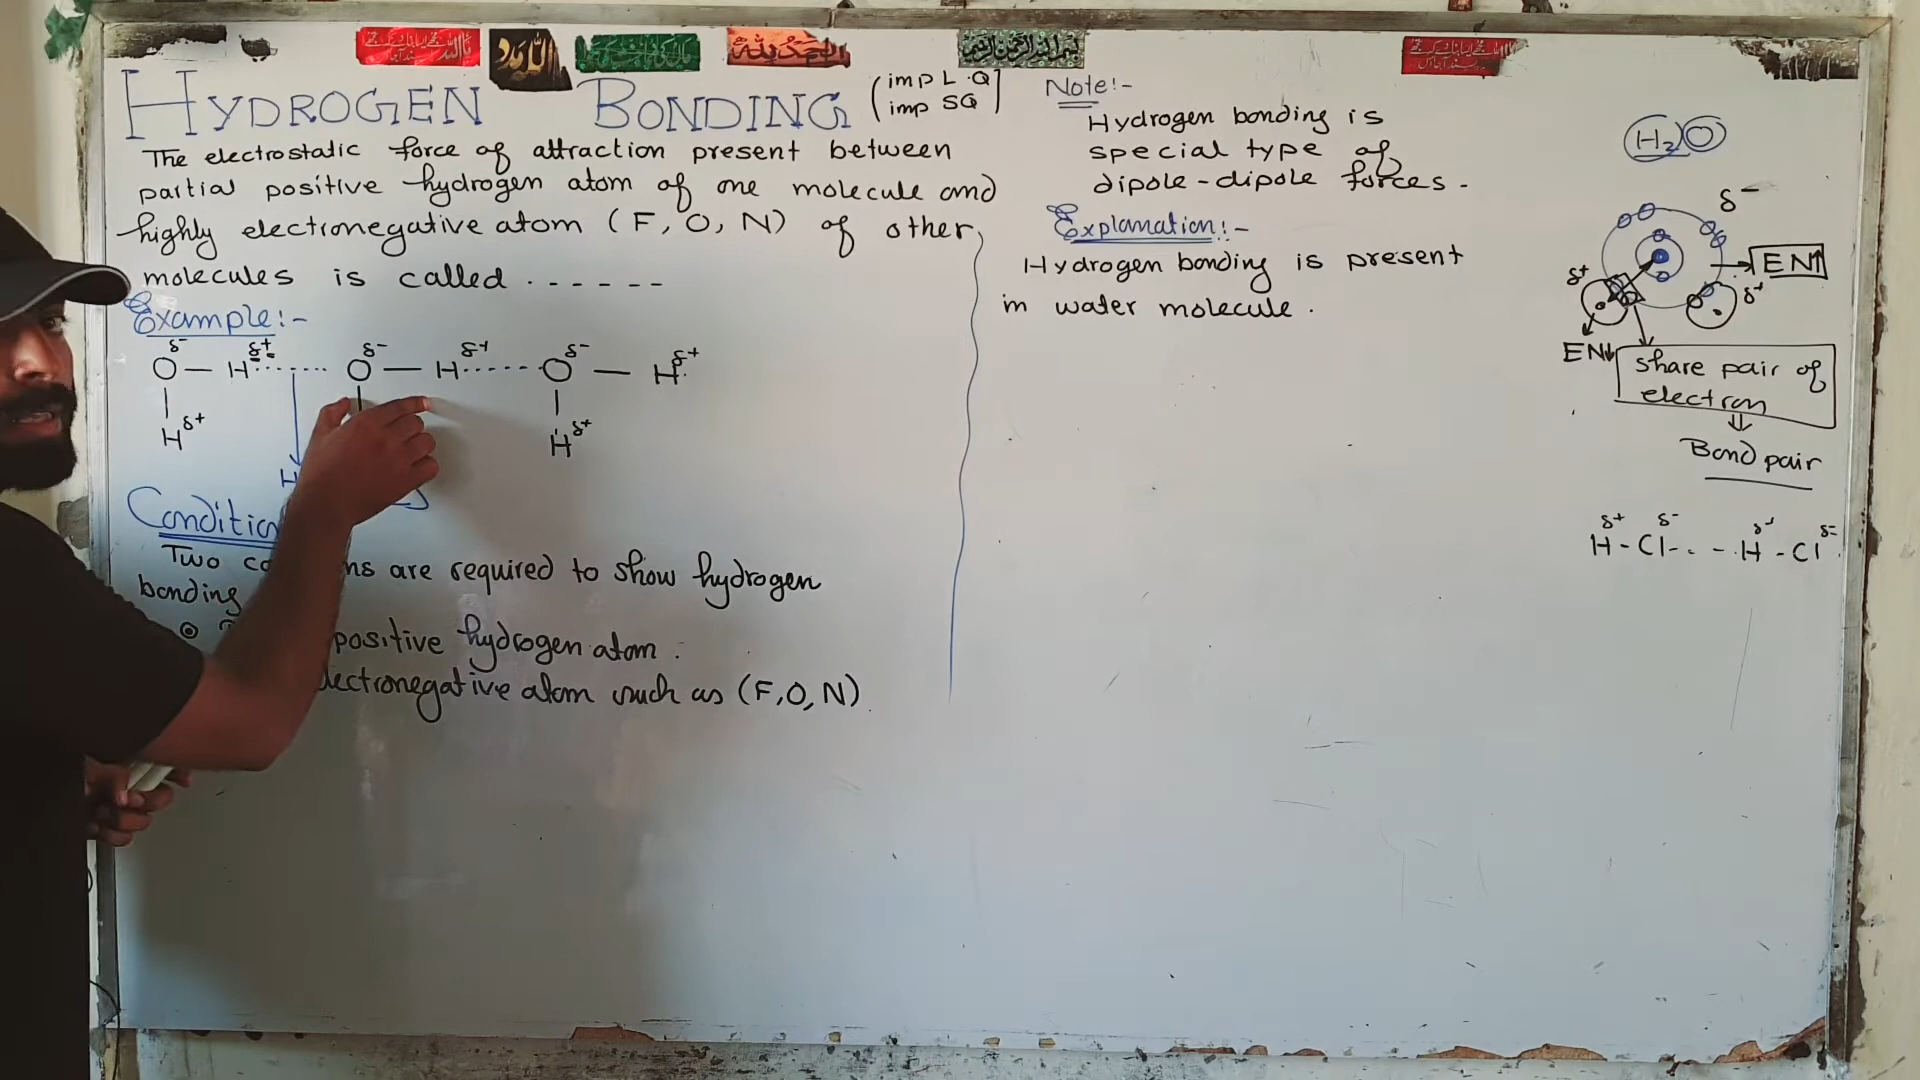 HYDROGEN BONDING (imp L.Q
imp SQ]
The electrostatic force of attraction present between
partial positive hydrogen atom of one molecule and
highly electronegative atom (F, O, N) of other
molecules is called ------
Example:-
δ- δ+ δ- δ+ δ- δ+
O — H ...... O — H ...... O — H
H δ+ H δ+
H
Condition
Two are required to show hydrogen
bonding
positive hydrogen atom.
electronegative atom such as (F,O,N)
Note:-
Hydrogen bonding is
special type of
dipole-dipole forces.
Explanation:-
Hydrogen bonding is present
in water molecule.
H₂O
δ-
EN↑
δ+ δ+
EN↓
share pair of
electron
⇓
Bond pair
δ+ δ- δ+ δ-
H - Cl - - - H - Cl